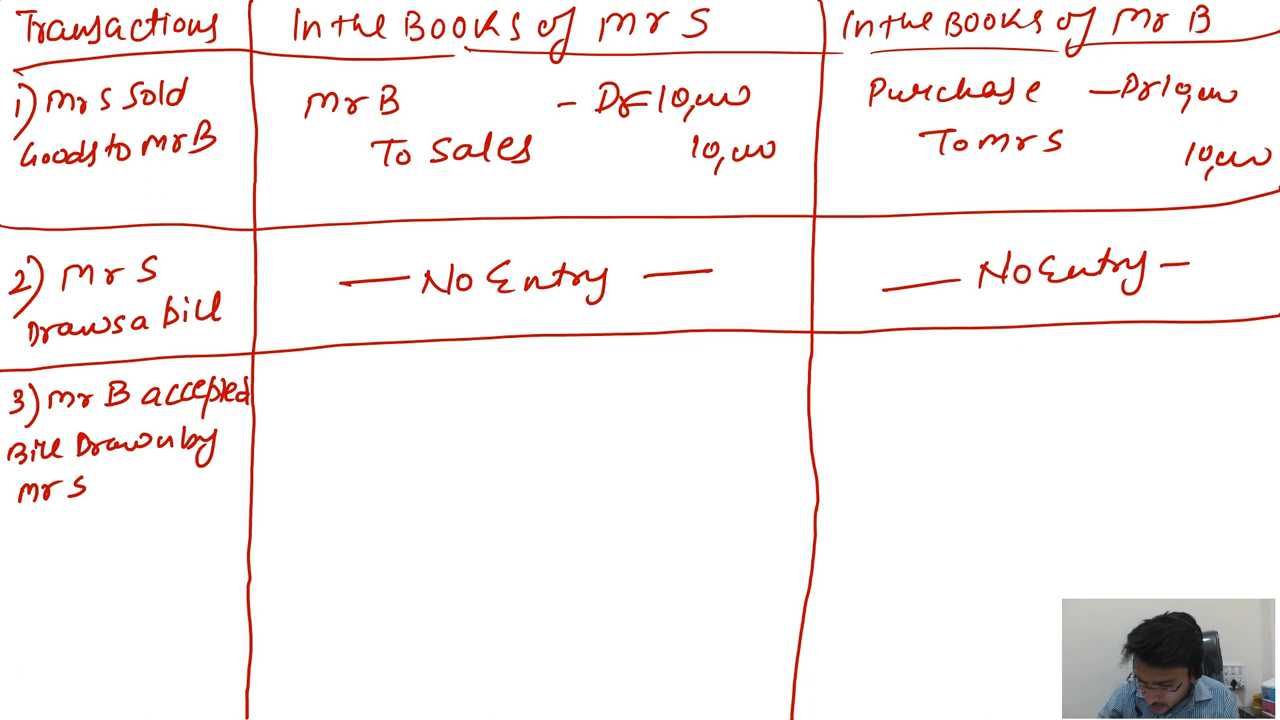 Transactions
In the Books of Mr S
In the Books of Mr B
1) Mr S Sold
Goods to Mr B
Mr B - Dr 10,000
To Sales 10,000
Purchase - Dr 10,000
To Mr S 10,000
2) Mr S
Draws a bill
— No Entry —
— No Entry —
3) Mr B accepted
Bill Drawn by
Mr S